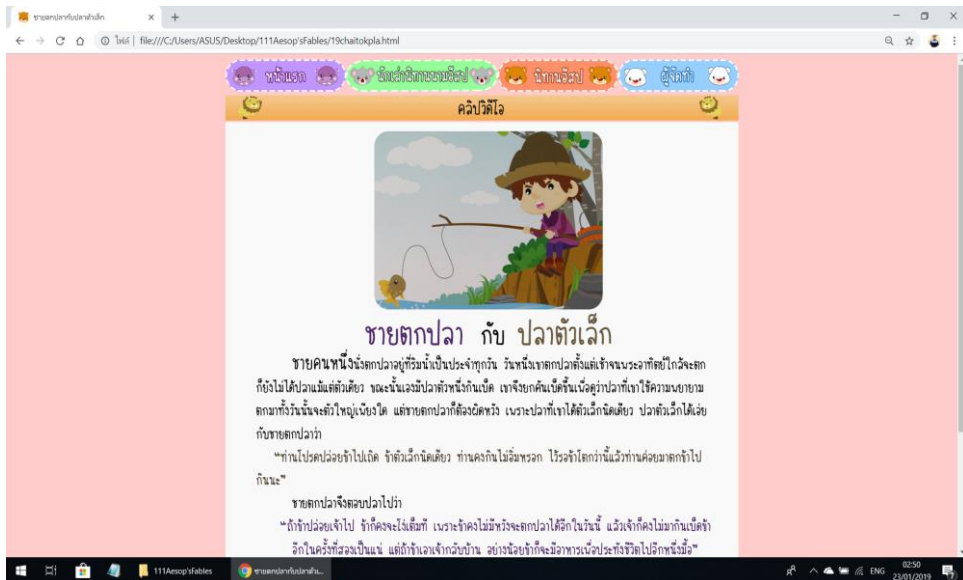 ชายตกปลากับปลาตัวเล็ก
ไฟล์ | file:///C:/Users/ASUS/Desktop/111Aesop'sFables/19chaitokpla.html
หน้าแรก นักเล่านิทานนามอีสป นิทานอีสป ผู้จัดทำ
คลิปวิดีโอ
ชายตกปลา กับ ปลาตัวเล็ก
ชายคนหนึ่งนั่งตกปลาอยู่ที่ริมน้ำเป็นประจำทุกวัน วันหนึ่งเขาตกปลาตั้งแต่เช้าจนพระอาทิตย์ใกล้จะตก
ก็ยังไม่ได้ปลาแม้แต่ตัวเดียว ขณะนั้นเองมีปลาตัวหนึ่งกินเบ็ด เขาจึงยกคันเบ็ดขึ้นเพื่อดูว่าปลาที่เขาใช้ความพยายาม
ตกมาทั้งวันนั้นจะตัวใหญ่เพียงใด แต่ชายตกปลาก็ต้องผิดหวัง เพราะปลาที่เขาได้ตัวเล็กนิดเดียว ปลาตัวเล็กได้เอ่ย
กับชายตกปลาว่า
“ท่านโปรดปล่อยข้าไปเถิด ข้าตัวเล็กนิดเดียว ท่านคงกินไม่อิ่มหรอก ไว้รอข้าโตกว่านี้แล้วท่านค่อยมาตกข้าไป
กินนะ”
ชายตกปลาจึงตอบปลาไปว่า
“ถ้าข้าปล่อยเจ้าไป ข้าก็คงจะโง่เต็มที เพราะข้าคงไม่มีหวังจะตกปลาได้อีกในวันนี้ แล้วเจ้าก็คงไม่มากินเบ็ดข้า
อีกในครั้งที่สองเป็นแน่ แต่ถ้าข้าเอาเจ้ากลับบ้าน อย่างน้อยข้าก็จะมีอาหารเพื่อประทังชีวิตไปอีกหนึ่งมื้อ”
111Aesop'sfables
ชายตกปลากับปลาตัวเ...
ENG
02:50
23/01/2019